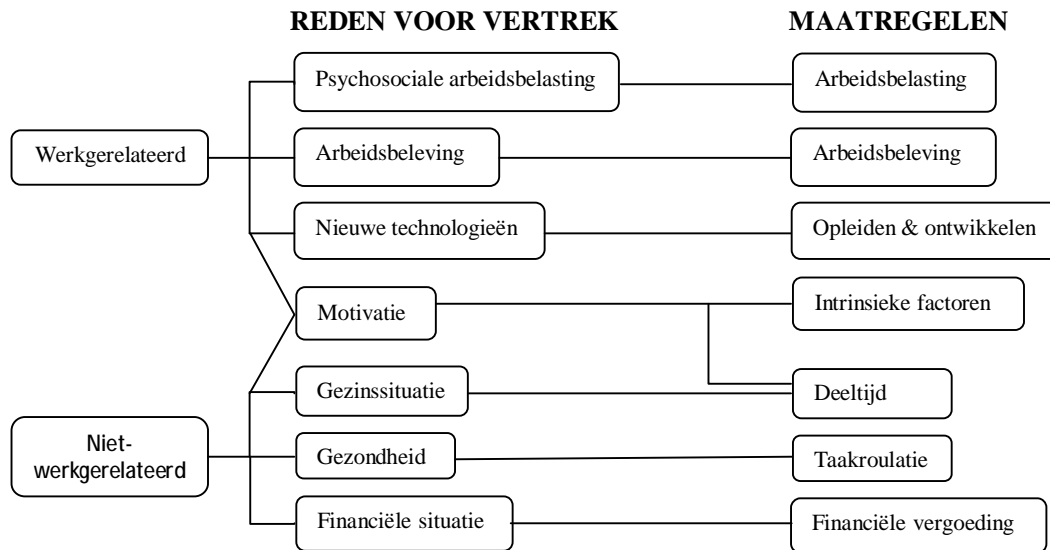 REDEN VOOR VERTREK
MAATREGELEN
Psychosociale arbeidsbelasting
Arbeidsbelasting
Werkgerelateerd
Arbeidsbeleving
Arbeidsbeleving
Nieuwe technologieën
Opleiden & ontwikkelen
Motivatie
Intrinsieke factoren
Gezinssituatie
Deeltijd
Niet-
werkgerelateerd
Gezondheid
Taakroulatie
Financiële situatie
Financiële vergoeding